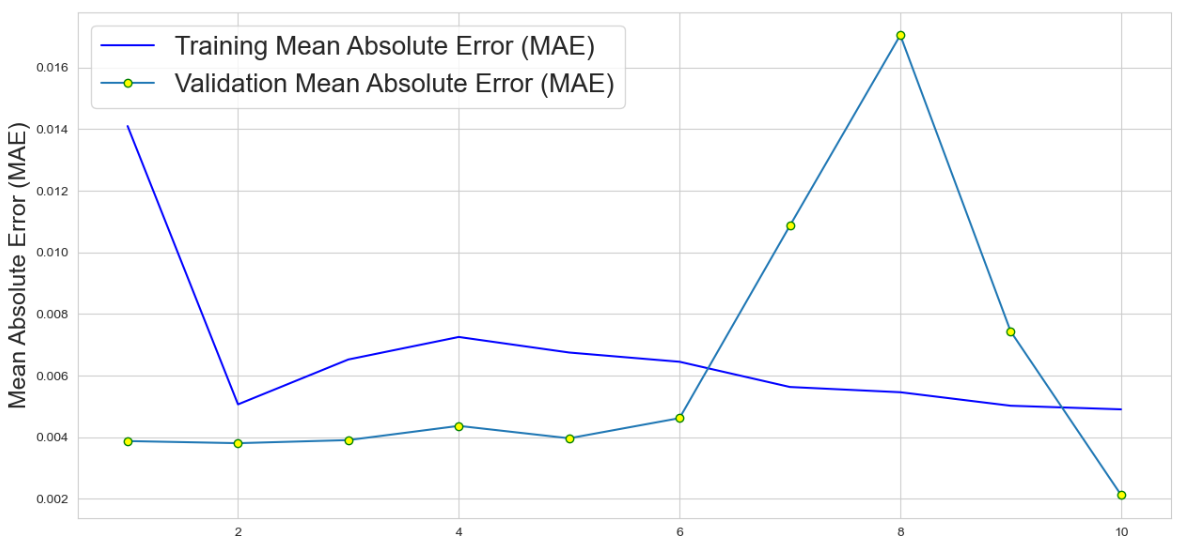 Training Mean Absolute Error (MAE)
Validation Mean Absolute Error (MAE)
Mean Absolute Error (MAE)
0.016
0.014
0.012
0.010
0.008
0.006
0.004
0.002
2 4 6 8 10